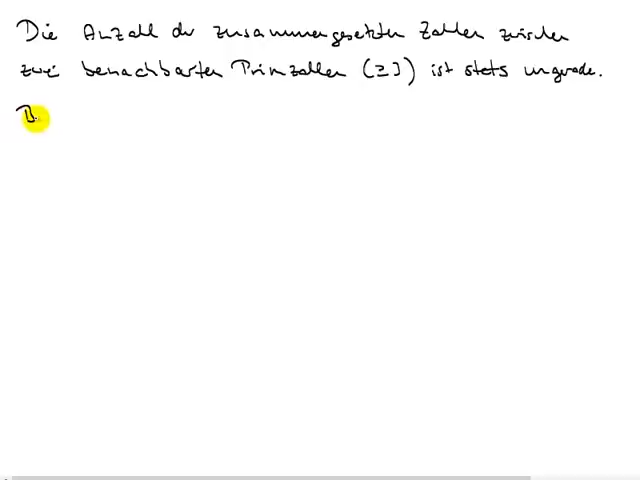 Die Anzahl der zusammengesetzten Zahlen zwischen
zwei benachbarten Primzahlen (≥3) ist stets ungerade.
B.